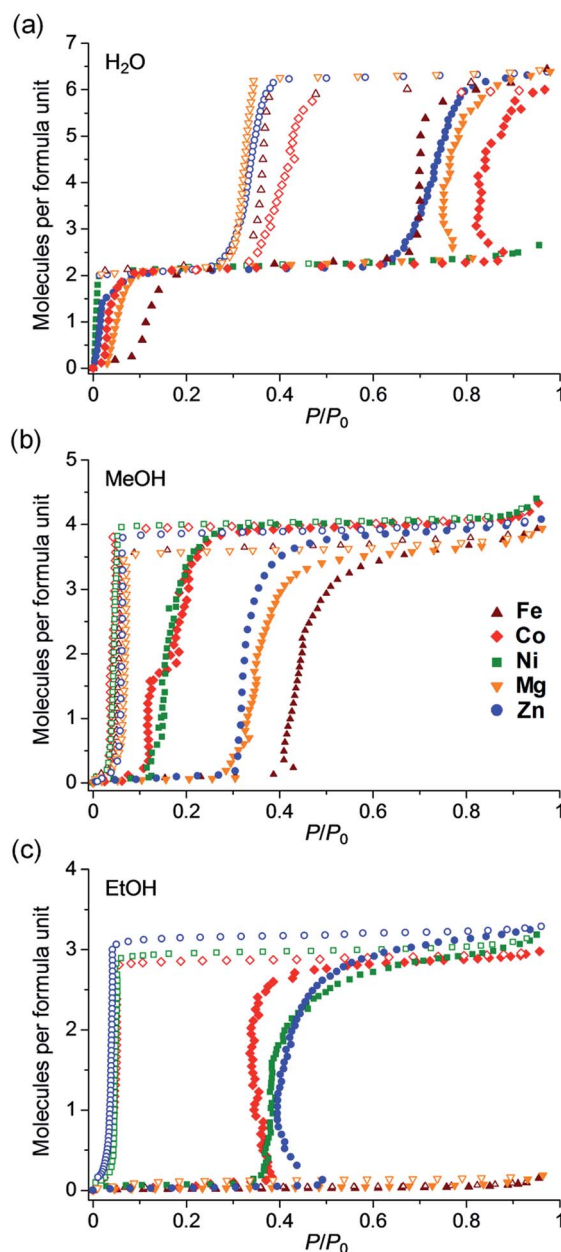 (a)
H₂O
Molecules per formula unit
7
6
5
4
3
2
1
0
0 0.2 0.4 0.6 0.8 1
P/P₀
(b)
MeOH
Molecules per formula unit
5
4
3
2
1
0
Fe
Co
Ni
Mg
Zn
0 0.2 0.4 0.6 0.8 1
P/P₀
(c)
EtOH
Molecules per formula unit
4
3
2
1
0
0 0.2 0.4 0.6 0.8 1
P/P₀